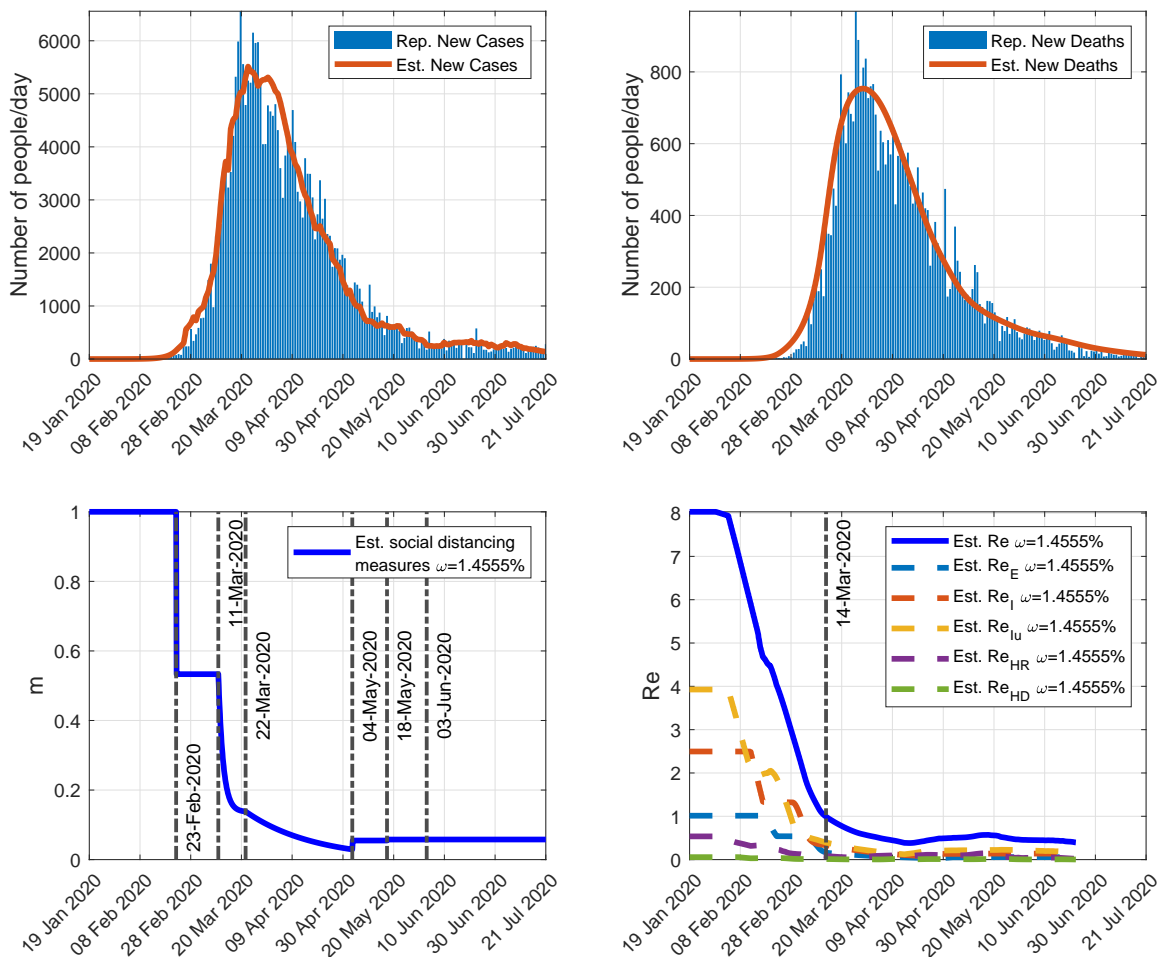 6000
5000
4000
3000
2000
1000
0
Number of people/day
Rep. New Cases
Est. New Cases
19 Jan 2020
08 Feb 2020
28 Feb 2020
20 Mar 2020
09 Apr 2020
30 Apr 2020
20 May 2020
10 Jun 2020
30 Jun 2020
21 Jul 2020
800
600
400
200
0
Number of people/day
Rep. New Deaths
Est. New Deaths
19 Jan 2020
08 Feb 2020
28 Feb 2020
20 Mar 2020
09 Apr 2020
30 Apr 2020
20 May 2020
10 Jun 2020
30 Jun 2020
21 Jul 2020
1
0.8
0.6
0.4
0.2
0
m
Est. social distancing
measures ω=1.4555%
23-Feb-2020
11-Mar-2020
22-Mar-2020
04-May-2020
18-May-2020
03-Jun-2020
19 Jan 2020
08 Feb 2020
28 Feb 2020
20 Mar 2020
09 Apr 2020
30 Apr 2020
20 May 2020
10 Jun 2020
30 Jun 2020
21 Jul 2020
8
7
6
5
4
3
2
1
0
Re
14-Mar-2020
Est. Re ω=1.4555%
Est. Re_E ω=1.4555%
Est. Re_I ω=1.4555%
Est. Re_Iu ω=1.4555%
Est. Re_HR ω=1.4555%
Est. Re_HD ω=1.4555%
19 Jan 2020
08 Feb 2020
28 Feb 2020
20 Mar 2020
09 Apr 2020
30 Apr 2020
20 May 2020
10 Jun 2020
30 Jun 2020
21 Jul 2020